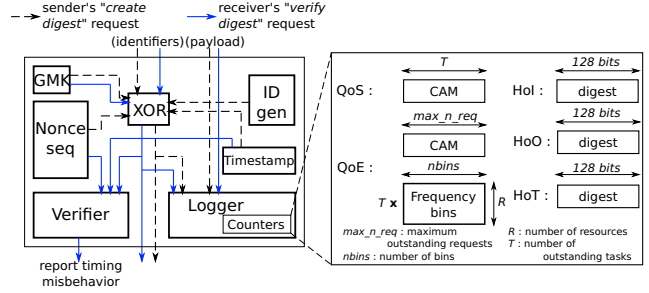 sender's "create digest" request
receiver's "verify digest" request
(identifiers) (payload)
GMK
XOR
ID gen
Nonce seq
Timestamp
Verifier
Logger
Counters
report timing misbehavior
T
QoS :
CAM
max_n_req
CAM
QoE :
nbins
T x
Frequency bins
R
128 bits
HoI :
digest
128 bits
HoO :
digest
128 bits
HoT :
digest
max_n_req : maximum outstanding requests
nbins : number of bins
R : number of resources
T : number of outstanding tasks